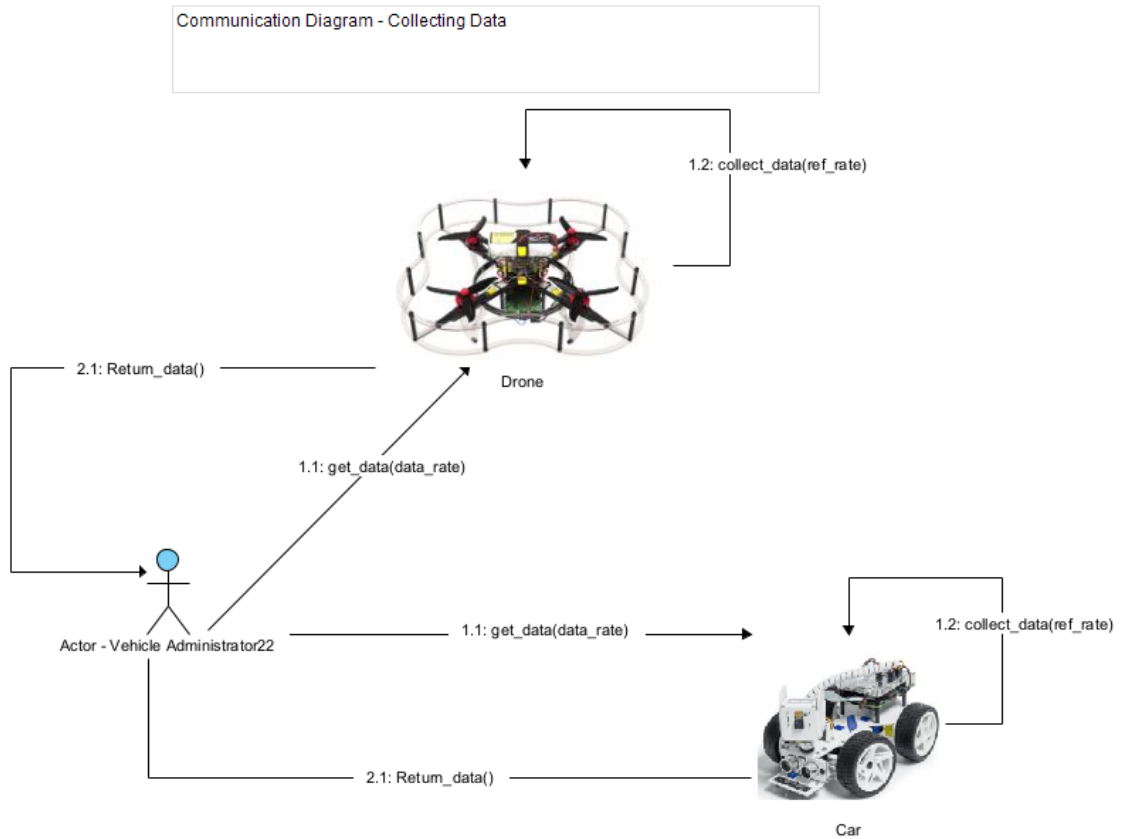 Communication Diagram - Collecting Data
1.2: collect_data(ref_rate)
2.1: Return_data()
Drone
1.1: get_data(data_rate)
1.1: get_data(data_rate)
1.2: collect_data(ref_rate)
Actor - Vehicle Administrator22
2.1: Return_data()
Car